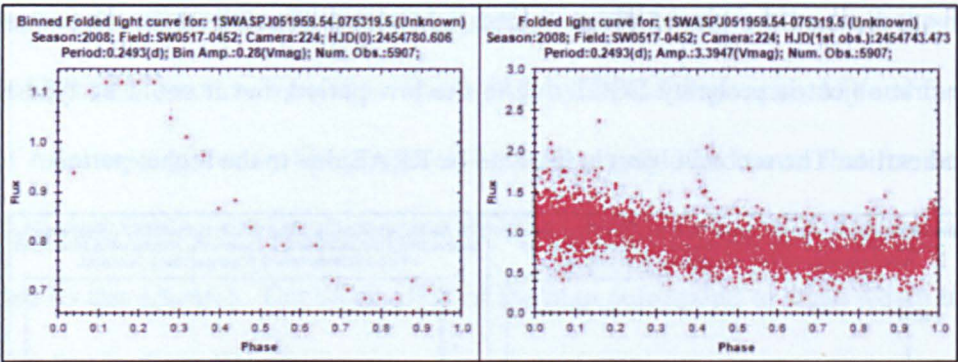 Binned Folded light curve for: 1SWASPJ051959.54-075319.5 (Unknown)
Season:2008; Field: SW0517-0452; Camera:224; HJD(0):2454780.606
Period:0.2493(d); Bin Amp.:0.28(Vmag); Num. Obs.:5907;
1.1
1.0
0.9
0.8
0.7
Flux
0.0 0.1 0.2 0.3 0.4 0.5 0.6 0.7 0.8 0.9 1.0
Phase
Folded light curve for: 1SWASPJ051959.54-075319.5 (Unknown)
Season:2008; Field: SW0517-0452; Camera:224; HJD(1st obs.):2454743.473
Period:0.2493(d); Amp.:3.3947(Vmag); Num. Obs.:5907;
3.0
2.5
2.0
1.5
1.0
0.5
0.0
Flux
0.0 0.1 0.2 0.3 0.4 0.5 0.6 0.7 0.8 0.9 1.0
Phase